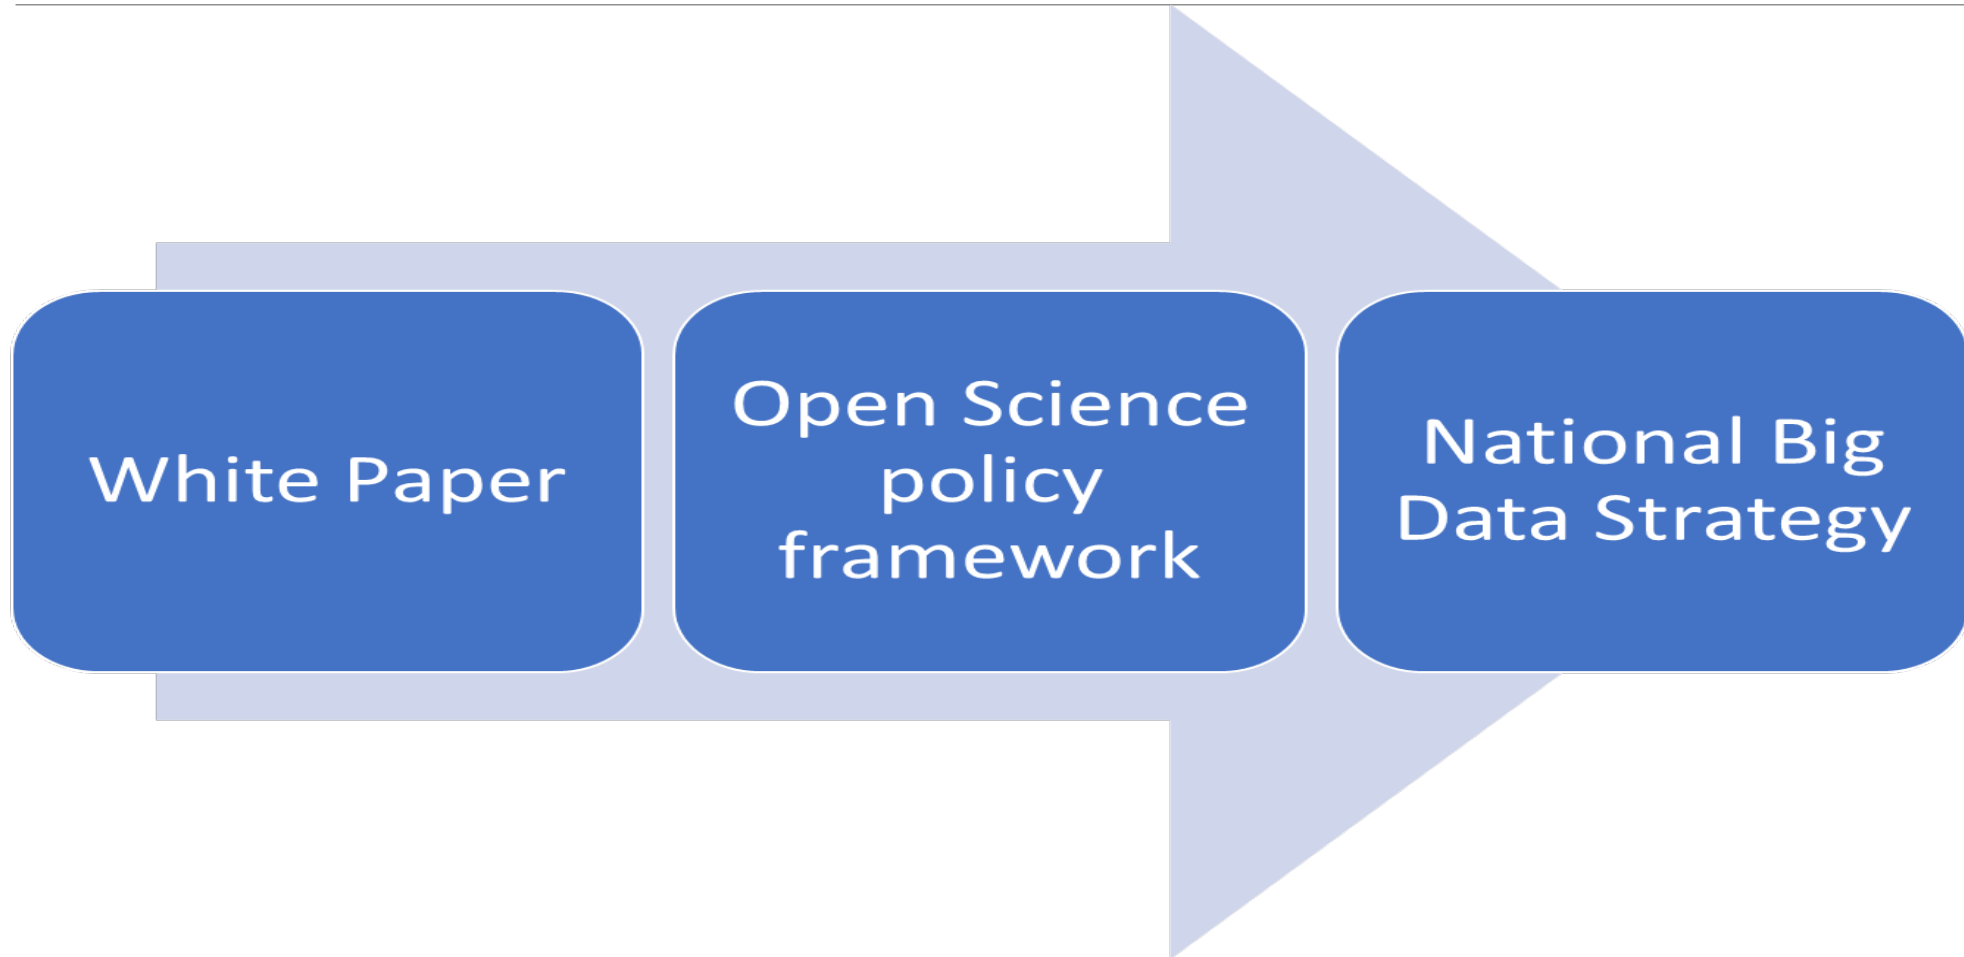 White Paper
Open Science
policy
framework
National Big
Data Strategy